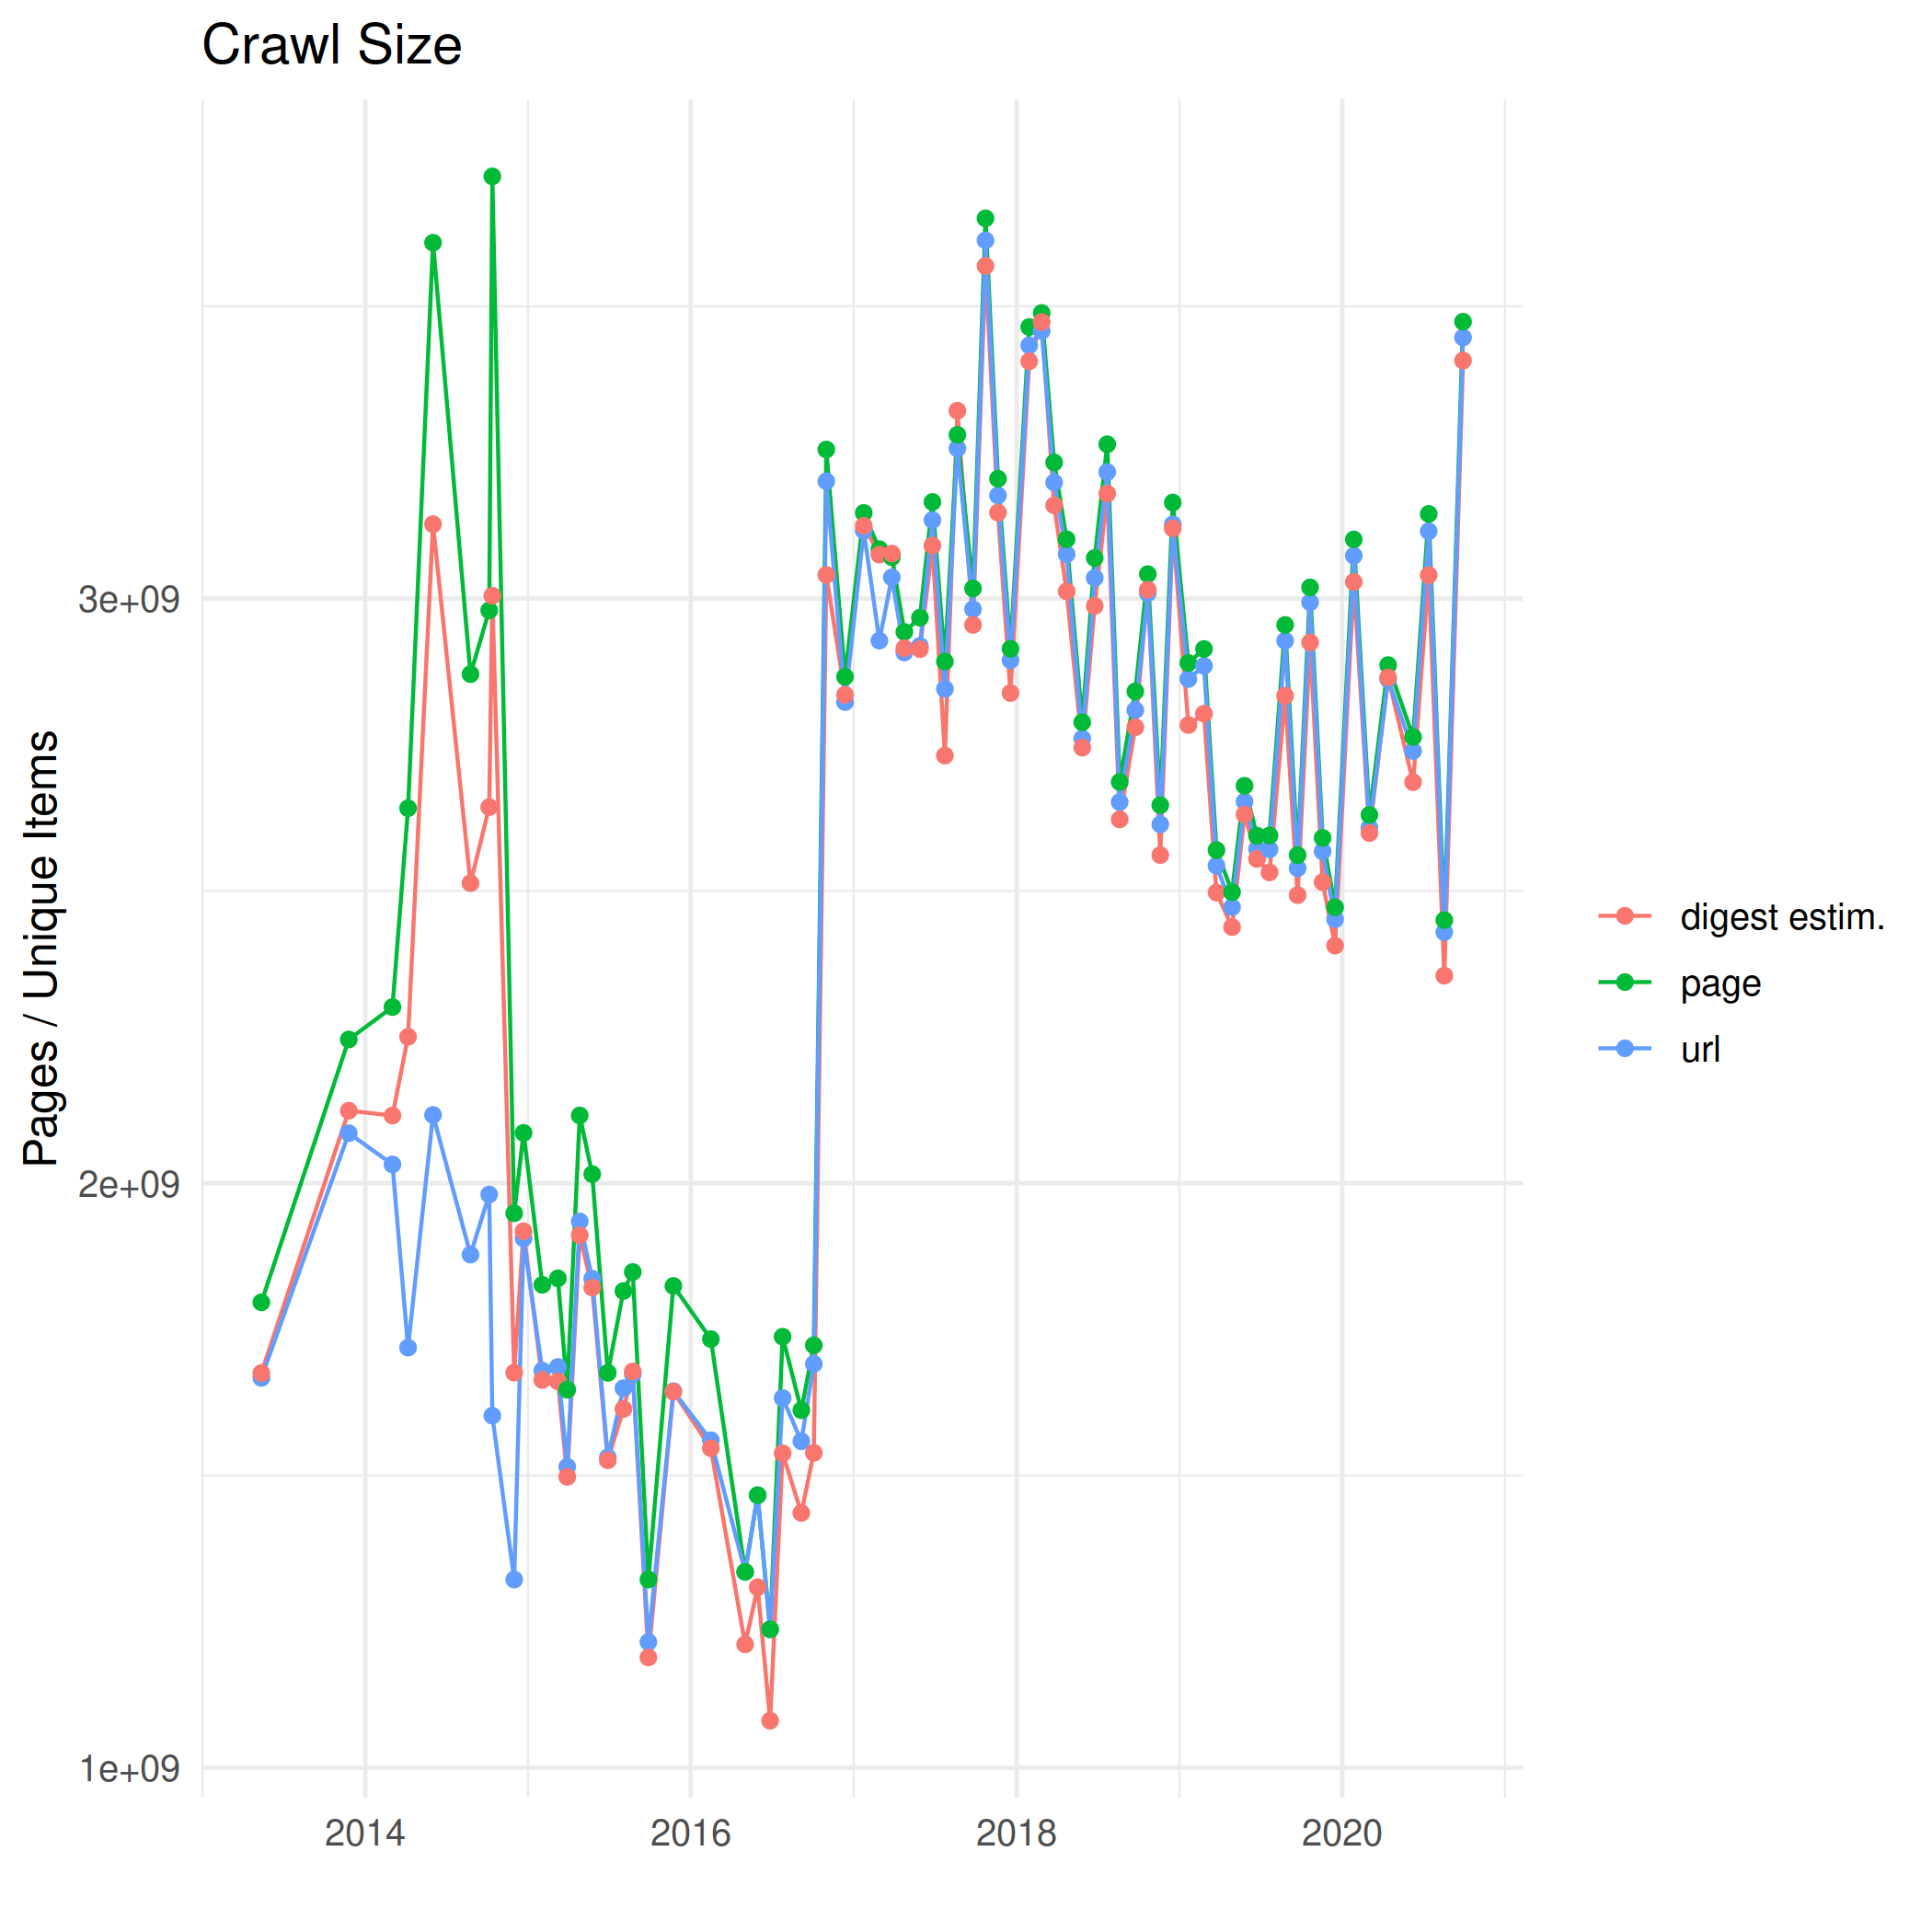 Crawl Size
Pages / Unique Items
3e+09
2e+09
1e+09
2014
2016
2018
2020
digest estim.
page
url